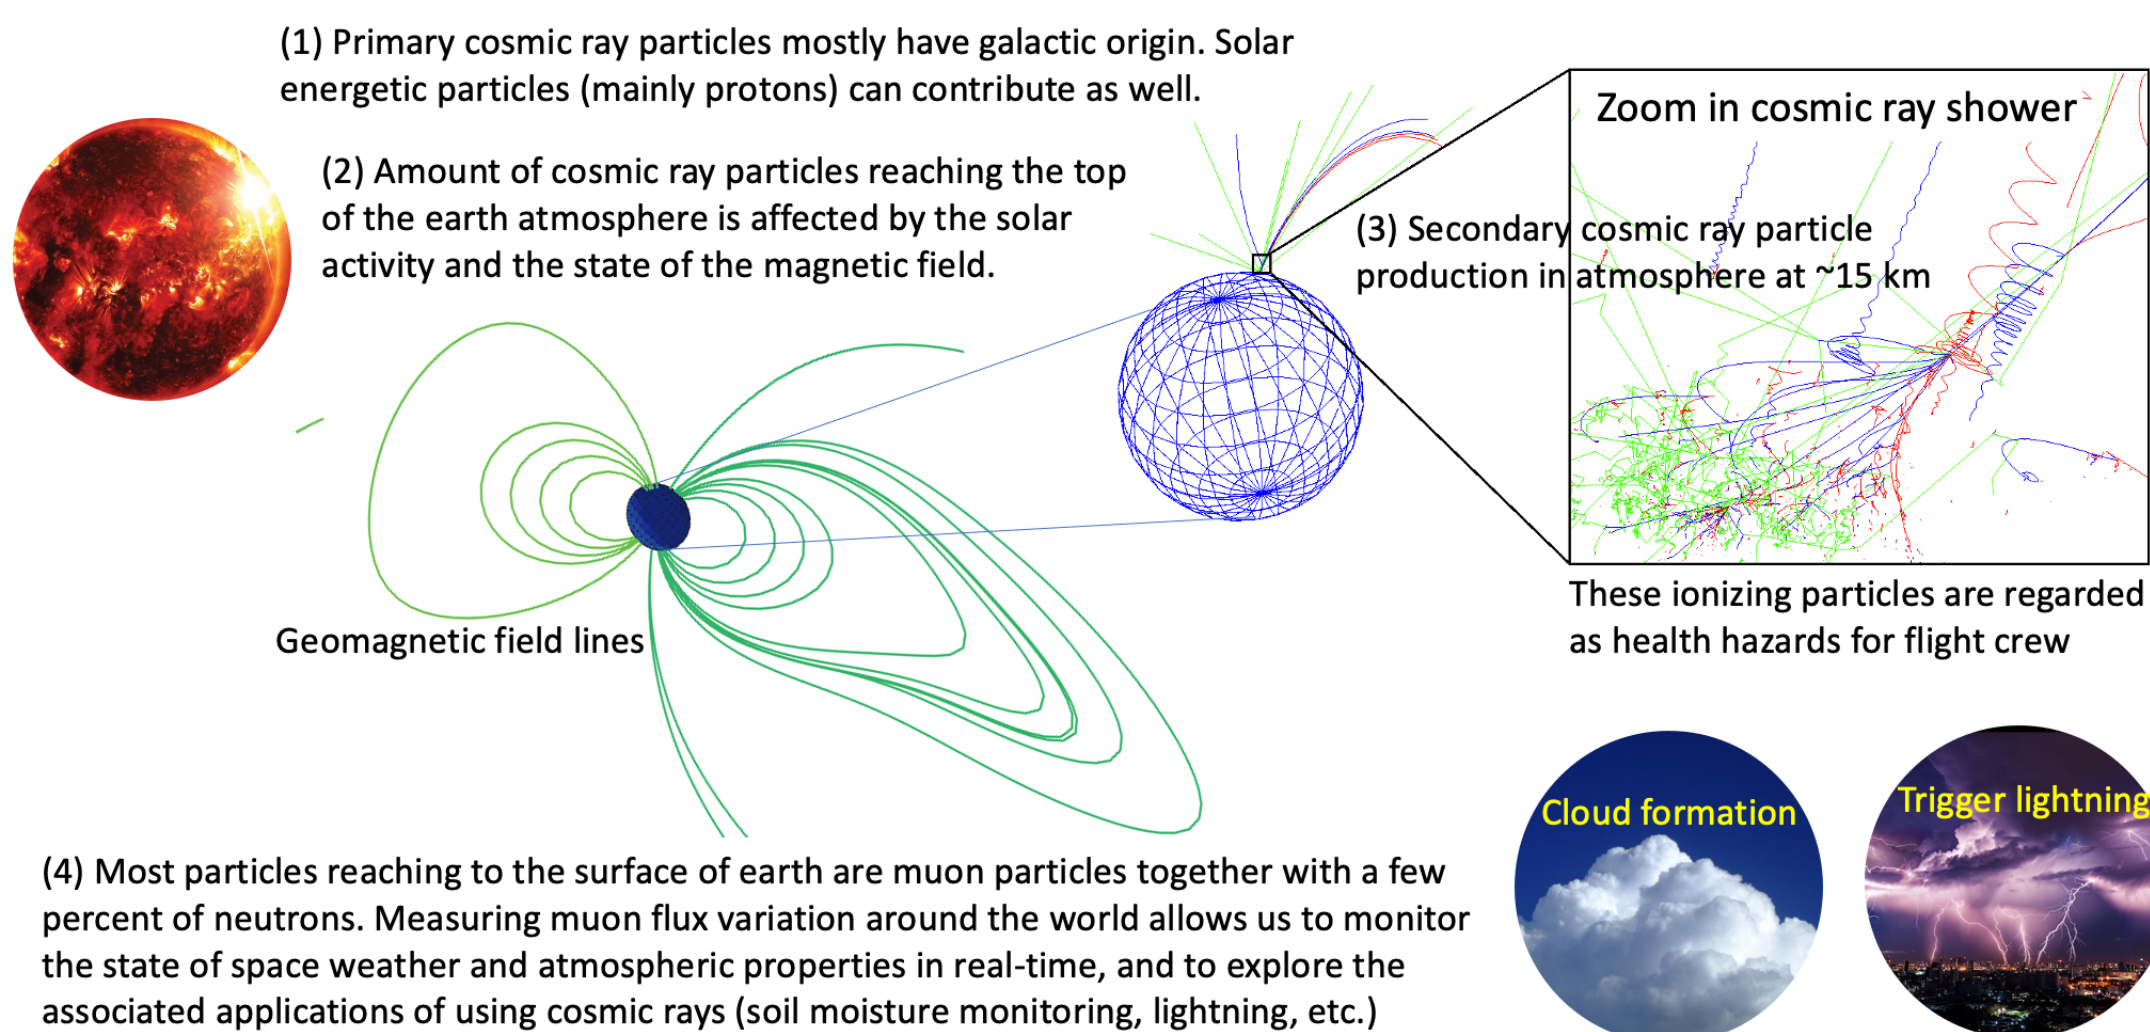 (1) Primary cosmic ray particles mostly have galactic origin. Solar
energetic particles (mainly protons) can contribute as well.
(2) Amount of cosmic ray particles reaching the top
of the earth atmosphere is affected by the solar
activity and the state of the magnetic field.
Zoom in cosmic ray shower
(3) Secondary cosmic ray particle
production in atmosphere at ~15 km
These ionizing particles are regarded
as health hazards for flight crew
Geomagnetic field lines
Cloud formation
Trigger lightning
(4) Most particles reaching to the surface of earth are muon particles together with a few
percent of neutrons. Measuring muon flux variation around the world allows us to monitor
the state of space weather and atmospheric properties in real-time, and to explore the
associated applications of using cosmic rays (soil moisture monitoring, lightning, etc.)